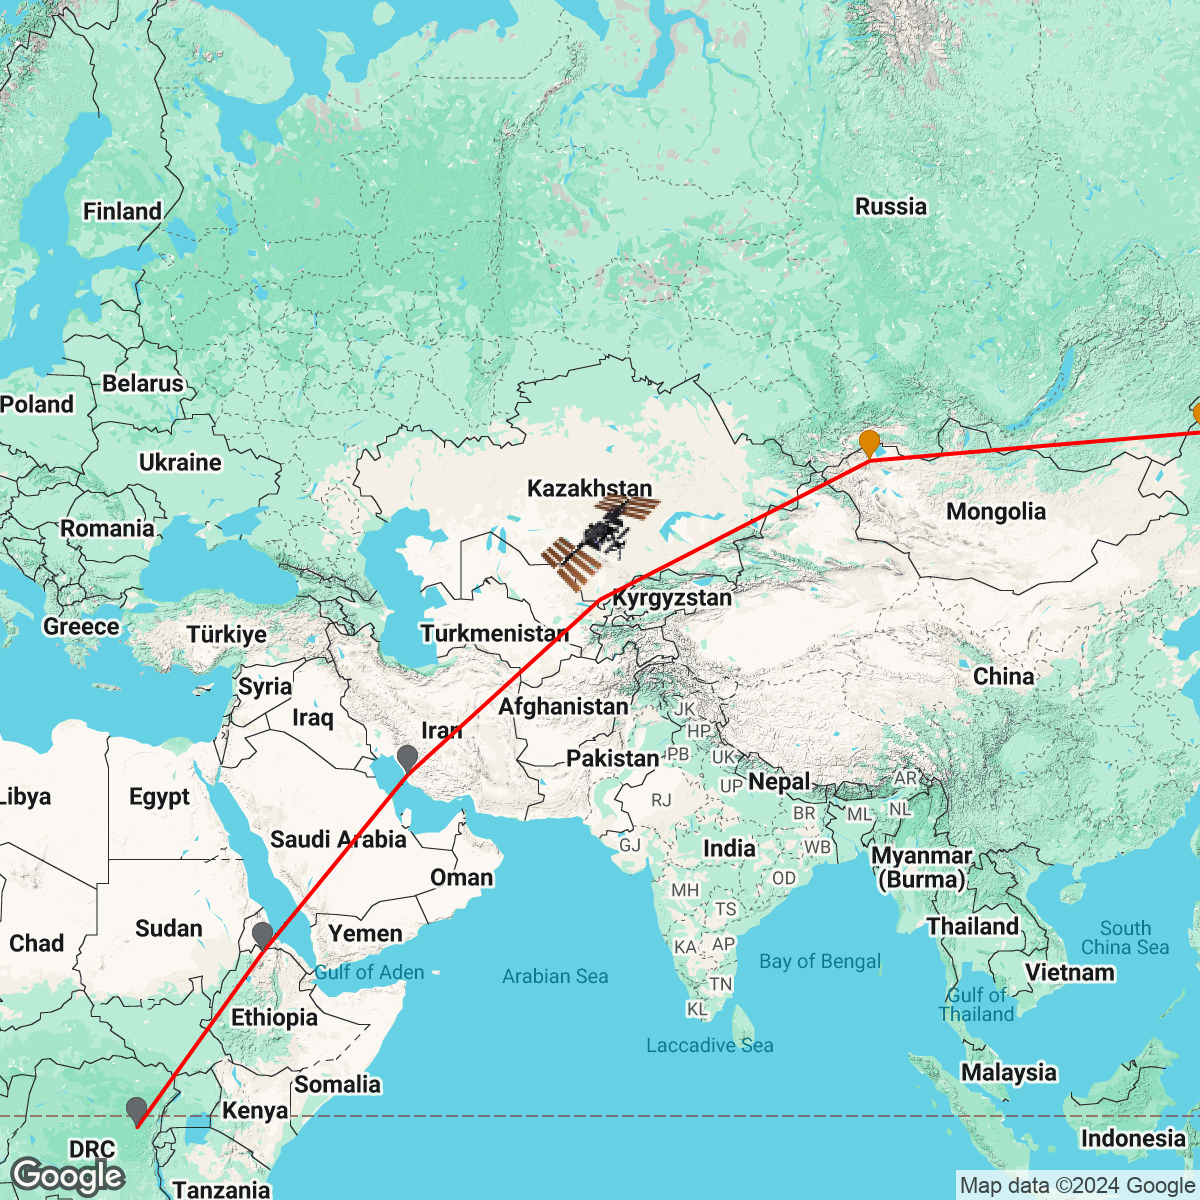 Russia
Finland
Belarus
Poland
Ukraine
Kazakhstan
Mongolia
Romania
Kyrgyzstan
Greece
Türkiye
Turkmenistan
China
Syria
Afghanistan
JK
Iraq
Iran
HP
Pakistan
PB
UK
Nepal
AR
UP
Libya
Egypt
RJ
BR
ML
NL
Saudi Arabia
GJ
India
WB
Myanmar
(Burma)
Oman
OD
MH
TS
Sudan
Yemen
Thailand
South
China Sea
Chad
KA
AP
Gulf of Aden
Arabian Sea
Bay of Bengal
Vietnam
TN
Gulf of
Thailand
KL
Ethiopia
Laccadive Sea
Somalia
Malaysia
Kenya
DRC
Indonesia
Google
Tanzania
Map data ©2024 Google